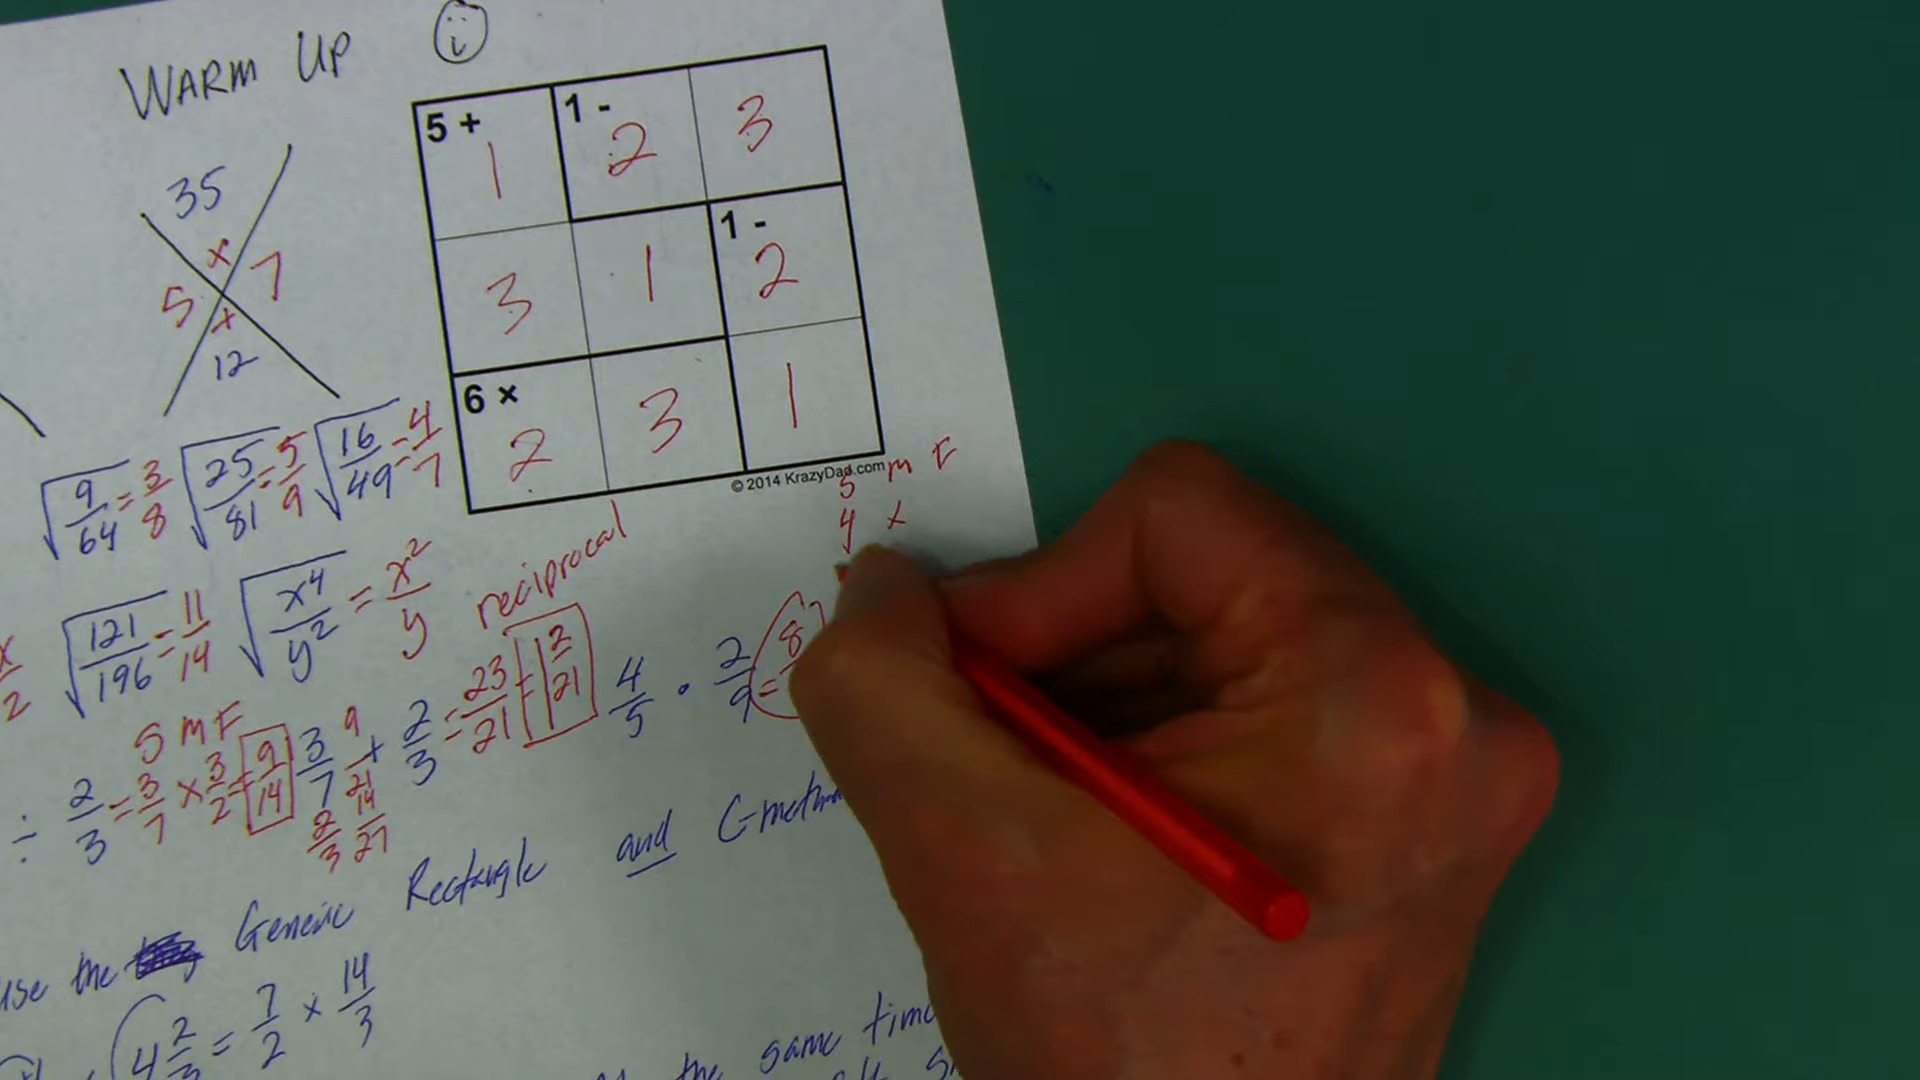 WARM UP
5 + 1 - 
1 2 3
1 -
3 1 2
6 ×
2 3 1
© 2014 KrazyDad.com
35
×
5 7
+
12
√9/64 = 3/8 √25/81 = 5/9 √16/49 = 4/7
√121/196 = 11/14 √x⁴/y² = x²/y
reciprocal
S M F
4 x
S M F
÷ 2/3 = 3/7 × 3/2 = 9/14
3/7 9/21 + 2/3 = 23/21 = 1 2/21
2/3 14/21
4/5 · 2/9 = 8
use the Generic Rectangle and C-method
4 2/3 = 7/2 × 14/3
the same time